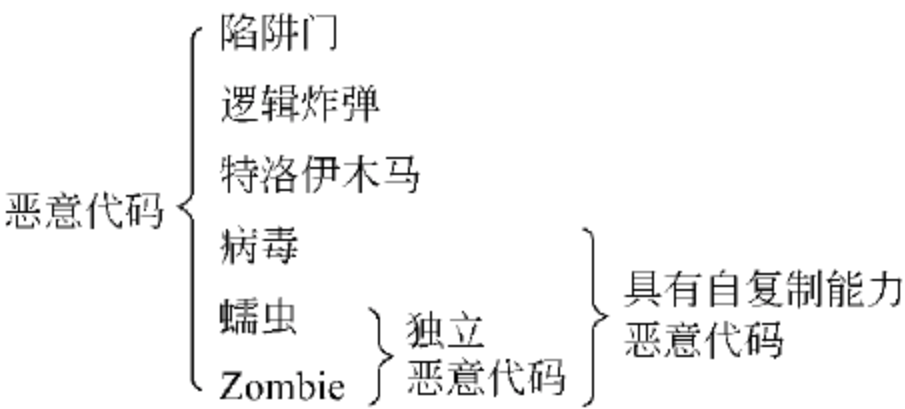 恶意代码
陷阱门
逻辑炸弹
特洛伊木马
病毒
蠕虫
Zombie
独立
恶意代码
具有自复制能力
恶意代码